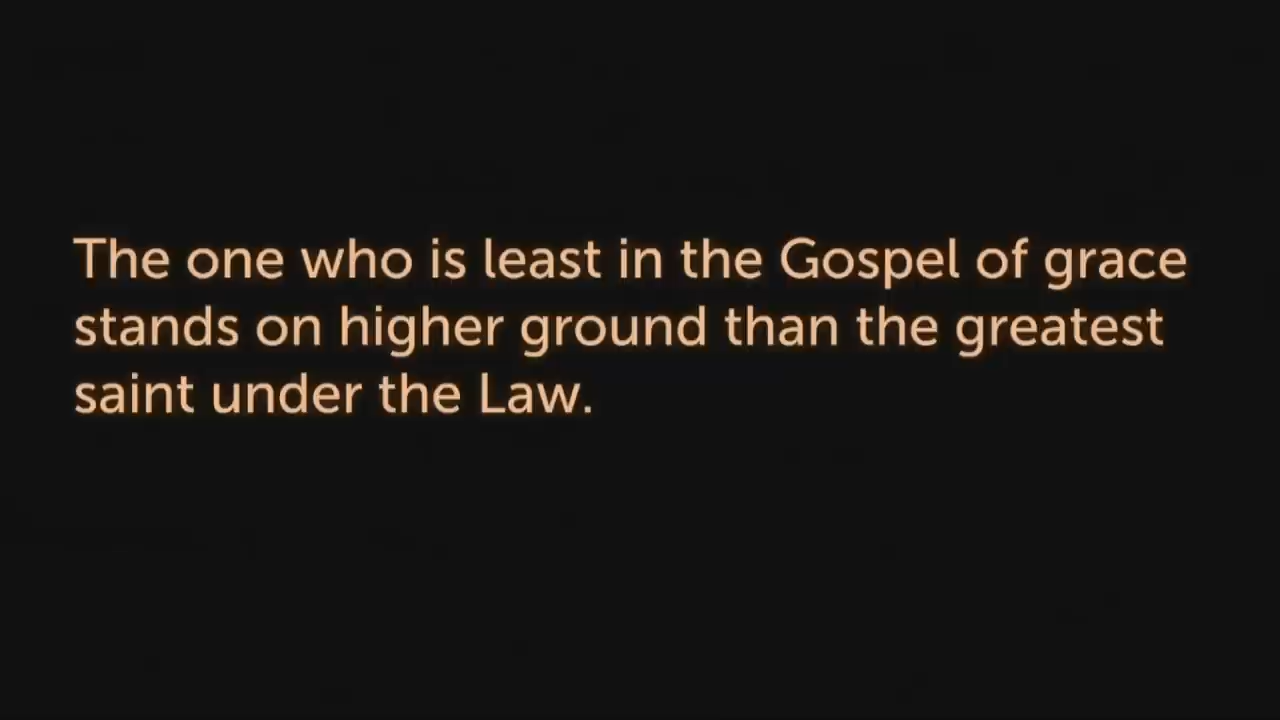 The one who is least in the Gospel of grace
stands on higher ground than the greatest
saint under the Law.